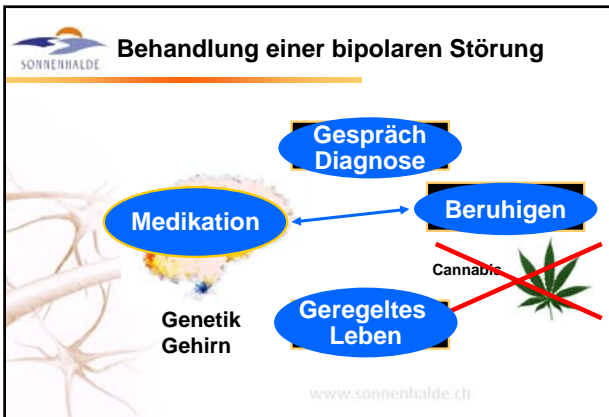 SONNENHALDE
Behandlung einer bipolaren Störung
Gespräch
Diagnose
Medikation
Beruhigen
Cannabis
Genetik
Gehirn
Geregeltes
Leben
www.sonnenhalde.ch